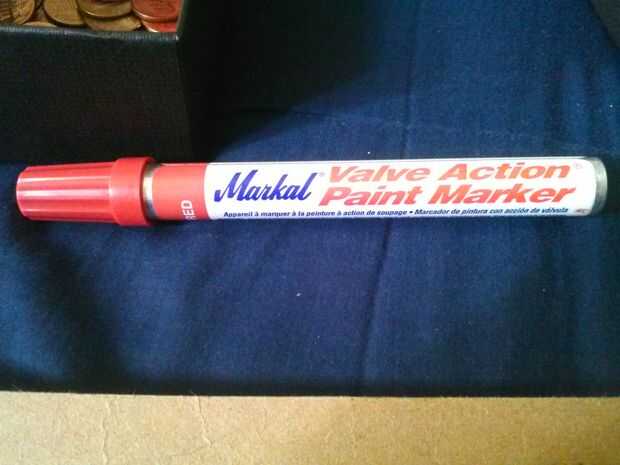 RED
Markal®
Valve Action
Paint Marker
Appareil à marquer à la peinture à action de soupage • Marcador de pintura con acción de válvula